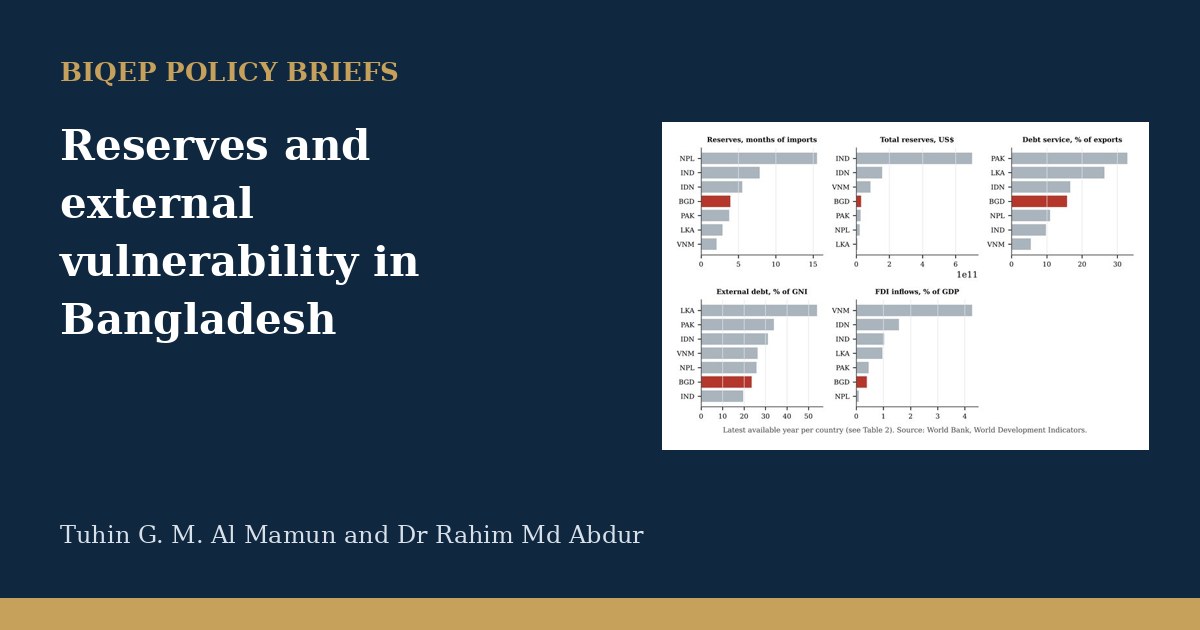 BIQEP POLICY BRIEFS
Reserves and
external
vulnerability in
Bangladesh
Reserves, months of imports
NPL
IND
IDN
BGD
PAK
LKA
VNM
0 5 10 15
Total reserves, US$
IND
IDN
VNM
BGD
PAK
NPL
LKA
0 2 4 6
1e11
Debt service, % of exports
PAK
LKA
IDN
BGD
NPL
IND
VNM
0 10 20 30
External debt, % of GNI
LKA
PAK
IDN
VNM
NPL
BGD
IND
0 10 20 30 40 50
FDI inflows, % of GDP
VNM
IDN
IND
LKA
PAK
BGD
NPL
0 1 2 3 4
Latest available year per country (see Table 2). Source: World Bank, World Development Indicators.
Tuhin G. M. Al Mamun and Dr Rahim Md Abdur